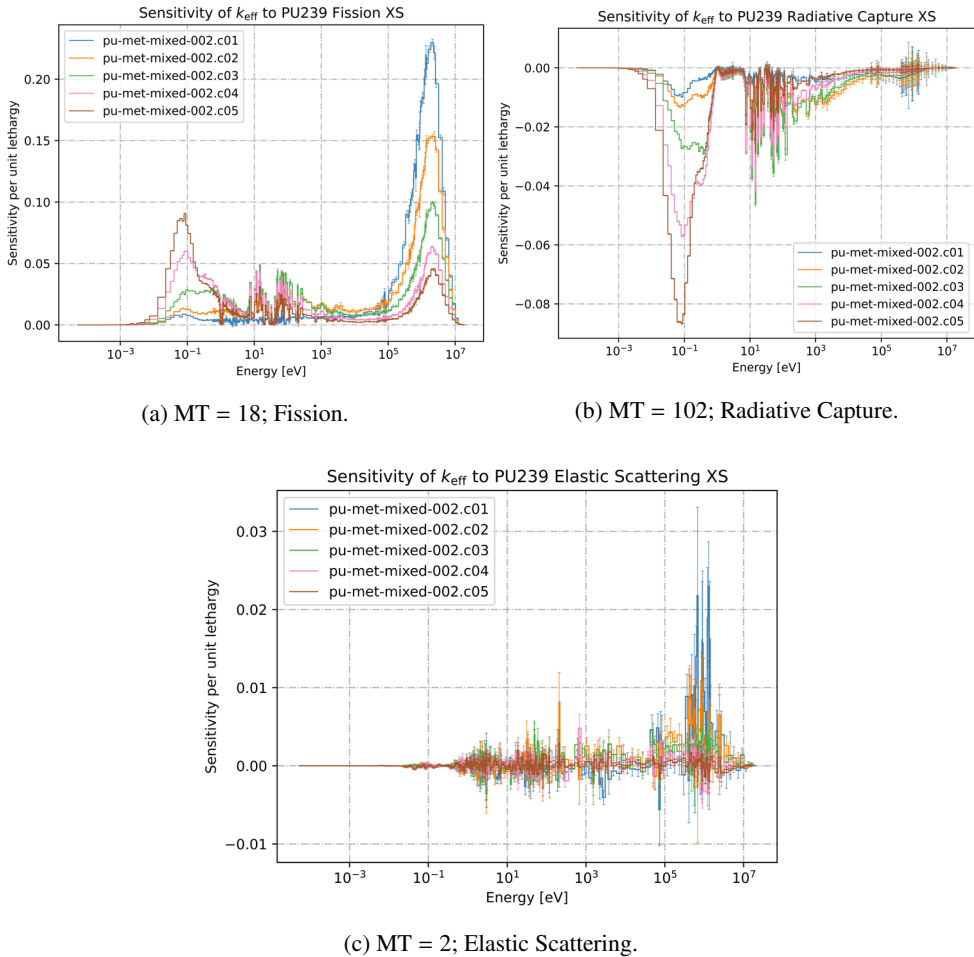 Sensitivity of k_eff to PU239 Fission XS
pu-met-mixed-002.c01
pu-met-mixed-002.c02
pu-met-mixed-002.c03
pu-met-mixed-002.c04
pu-met-mixed-002.c05
Sensitivity per unit lethargy
0.20
0.15
0.10
0.05
0.00
10⁻³ 10⁻¹ 10¹ 10³ 10⁵ 10⁷
Energy [eV]
(a) MT = 18; Fission.
Sensitivity of k_eff to PU239 Radiative Capture XS
Sensitivity per unit lethargy
0.00
−0.02
−0.04
−0.06
−0.08
pu-met-mixed-002.c01
pu-met-mixed-002.c02
pu-met-mixed-002.c03
pu-met-mixed-002.c04
pu-met-mixed-002.c05
10⁻³ 10⁻¹ 10¹ 10³ 10⁵ 10⁷
Energy [eV]
(b) MT = 102; Radiative Capture.
Sensitivity of k_eff to PU239 Elastic Scattering XS
pu-met-mixed-002.c01
pu-met-mixed-002.c02
pu-met-mixed-002.c03
pu-met-mixed-002.c04
pu-met-mixed-002.c05
Sensitivity per unit lethargy
0.03
0.02
0.01
0.00
−0.01
10⁻³ 10⁻¹ 10¹ 10³ 10⁵ 10⁷
Energy [eV]
(c) MT = 2; Elastic Scattering.